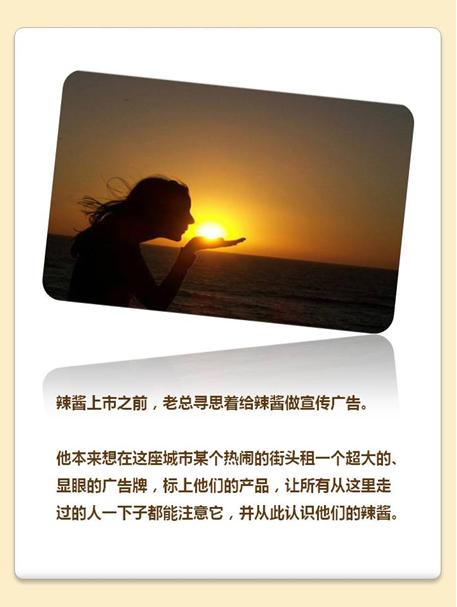 辣酱上市之前，老总寻思着给辣酱做宣传广告。
他本来想在这座城市某个热闹的街头租一个超大的、
显眼的广告牌，标上他们的产品，让所有从这里走
过的人一下子都能注意它，并从此认识他们的辣酱。